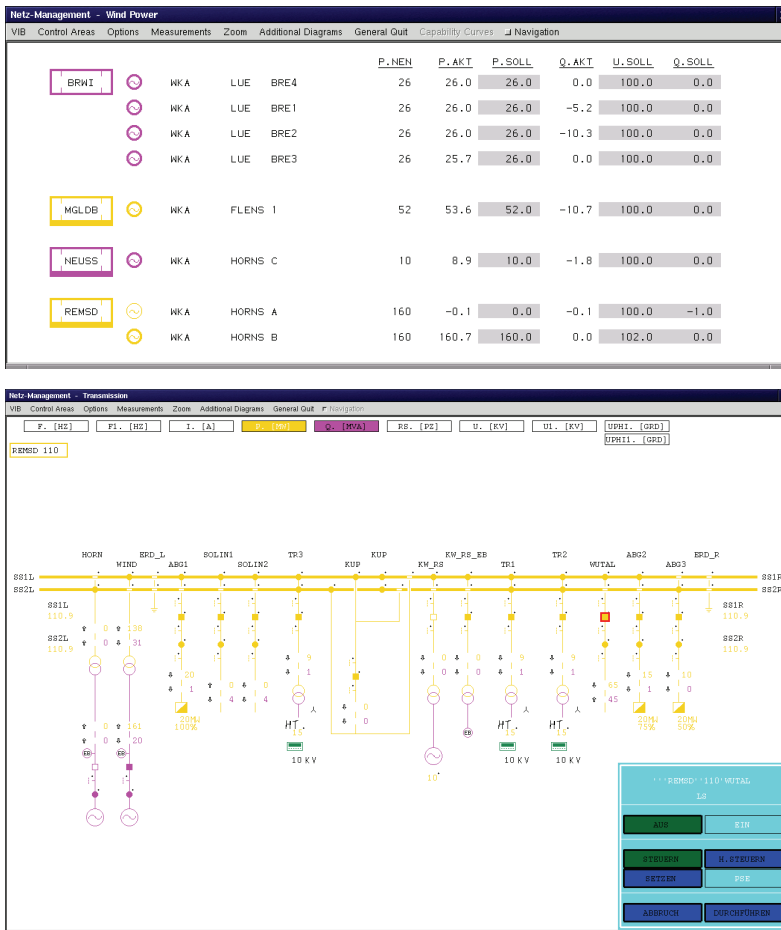 Netz-Management - Wind Power
VIB Control Areas Options Measurements Zoom Additional Diagrams General Quit Capability Curves Navigation
P.NEN P.AKT P.SOLL Q.AKT U.SOLL Q.SOLL
BRWI WKA LUE BRE4 26 26.0 26.0 0.0 100.0 0.0
WKA LUE BRE1 26 26.0 26.0 -5.2 100.0 0.0
WKA LUE BRE2 26 26.0 26.0 -10.3 100.0 0.0
WKA LUE BRE3 26 25.7 26.0 0.0 100.0 0.0
MGLDB WKA FLENS 1 52 53.6 52.0 -10.7 100.0 0.0
NEUSS WKA HORNS C 10 8.9 10.0 -1.8 100.0 0.0
REMSD WKA HORNS A 160 -0.1 0.0 -0.1 100.0 -1.0
WKA HORNS B 160 160.7 160.0 0.0 102.0 0.0
Netz-Management - Transmission
VIB Control Areas Options Measurements Zoom Additional Diagrams General Quit Navigation
F. [HZ] F1. [HZ] I. [A] P. [MW] Q. [MVA] RS. [PZ] U. [KV] U1. [KV] UPHI. [GRD]
UPHI1. [GRD]
REMSD 110
HORN ERD_L SOLIN1 TR3 KUP KW_RS_EB TR2 ABG2 ERD_R
WIND ABG1 SOLIN2 KUP KW_RS TR1 WUTAL ABG3
SS1L SS1R
SS2L SS2R
SS1L SS1R
110.9 110.9
SS2L SS2R
110.9 110.9
0 130 9 0 0 9 9
0 31 1 0 0 1 1
20 0 0 65 15 10
1 4 4 45 1 0
0
0
20MW 20MW 20MW
100% 75% 50%
HT. HT. HT.
15 15 15
0 161
0 20
EB EB EB
10 KV 10 KV 10 KV
10
REMSD 110 WUTAL
LS
AUS EIN
STEUERN H.STEUERN
SETZEN PSE
ABBRUCH DURCHFÜHREN